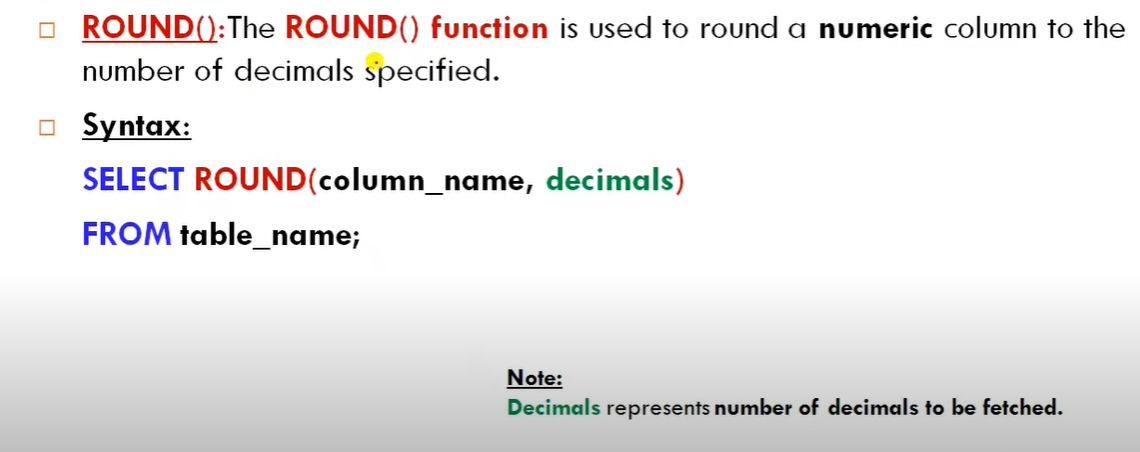 ROUND():The ROUND() function is used to round a numeric column to the
number of decimals specified.
Syntax:
SELECT ROUND(column_name, decimals)
FROM table_name;
Note:
Decimals represents number of decimals to be fetched.